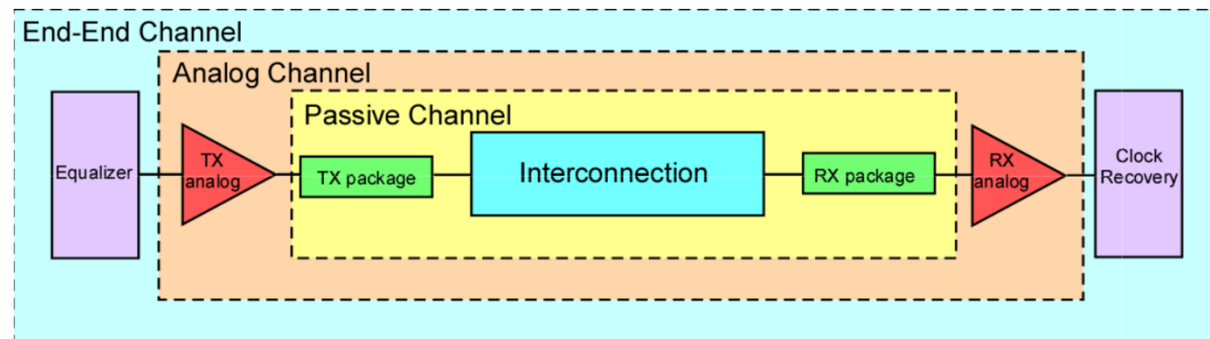 End-End Channel
Analog Channel
Passive Channel
Equalizer
TX
analog
TX package
Interconnection
RX package
RX
analog
Clock
Recovery